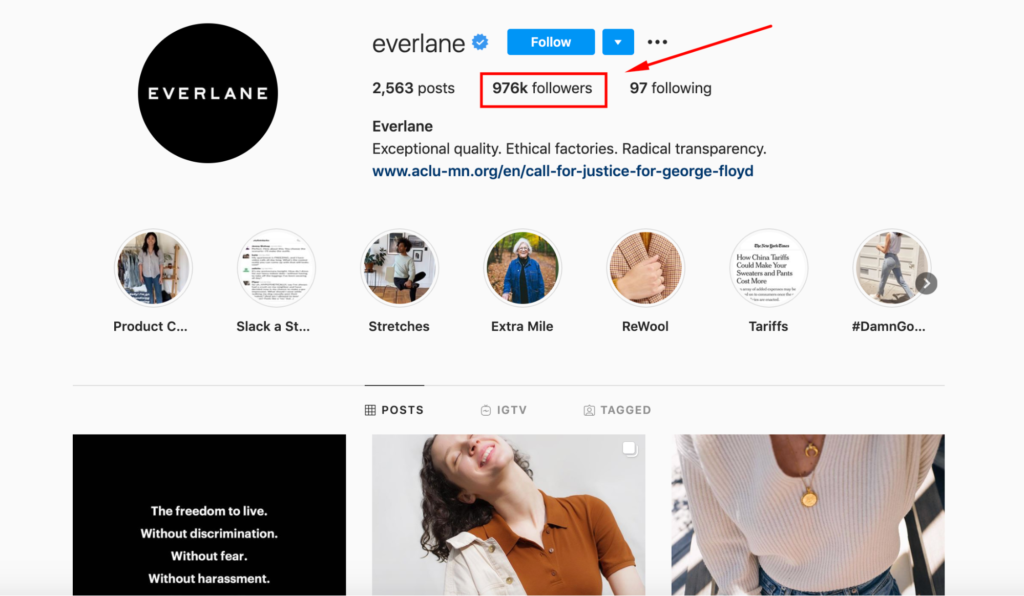 EVERLANE
everlane
Follow
2,563 posts
976k followers
97 following
Everlane
Exceptional quality. Ethical factories. Radical transparency.
www.aclu-mn.org/en/call-for-justice-for-george-floyd
The New York Times
How China Tariffs
Could Make Your
Sweaters and Pants
Cost More
Product C...
Slack a St...
Stretches
Extra Mile
ReWool
Tariffs
#DamnGo...
POSTS
IGTV
TAGGED
The freedom to live.
Without discrimination.
Without fear.
Without harassment.